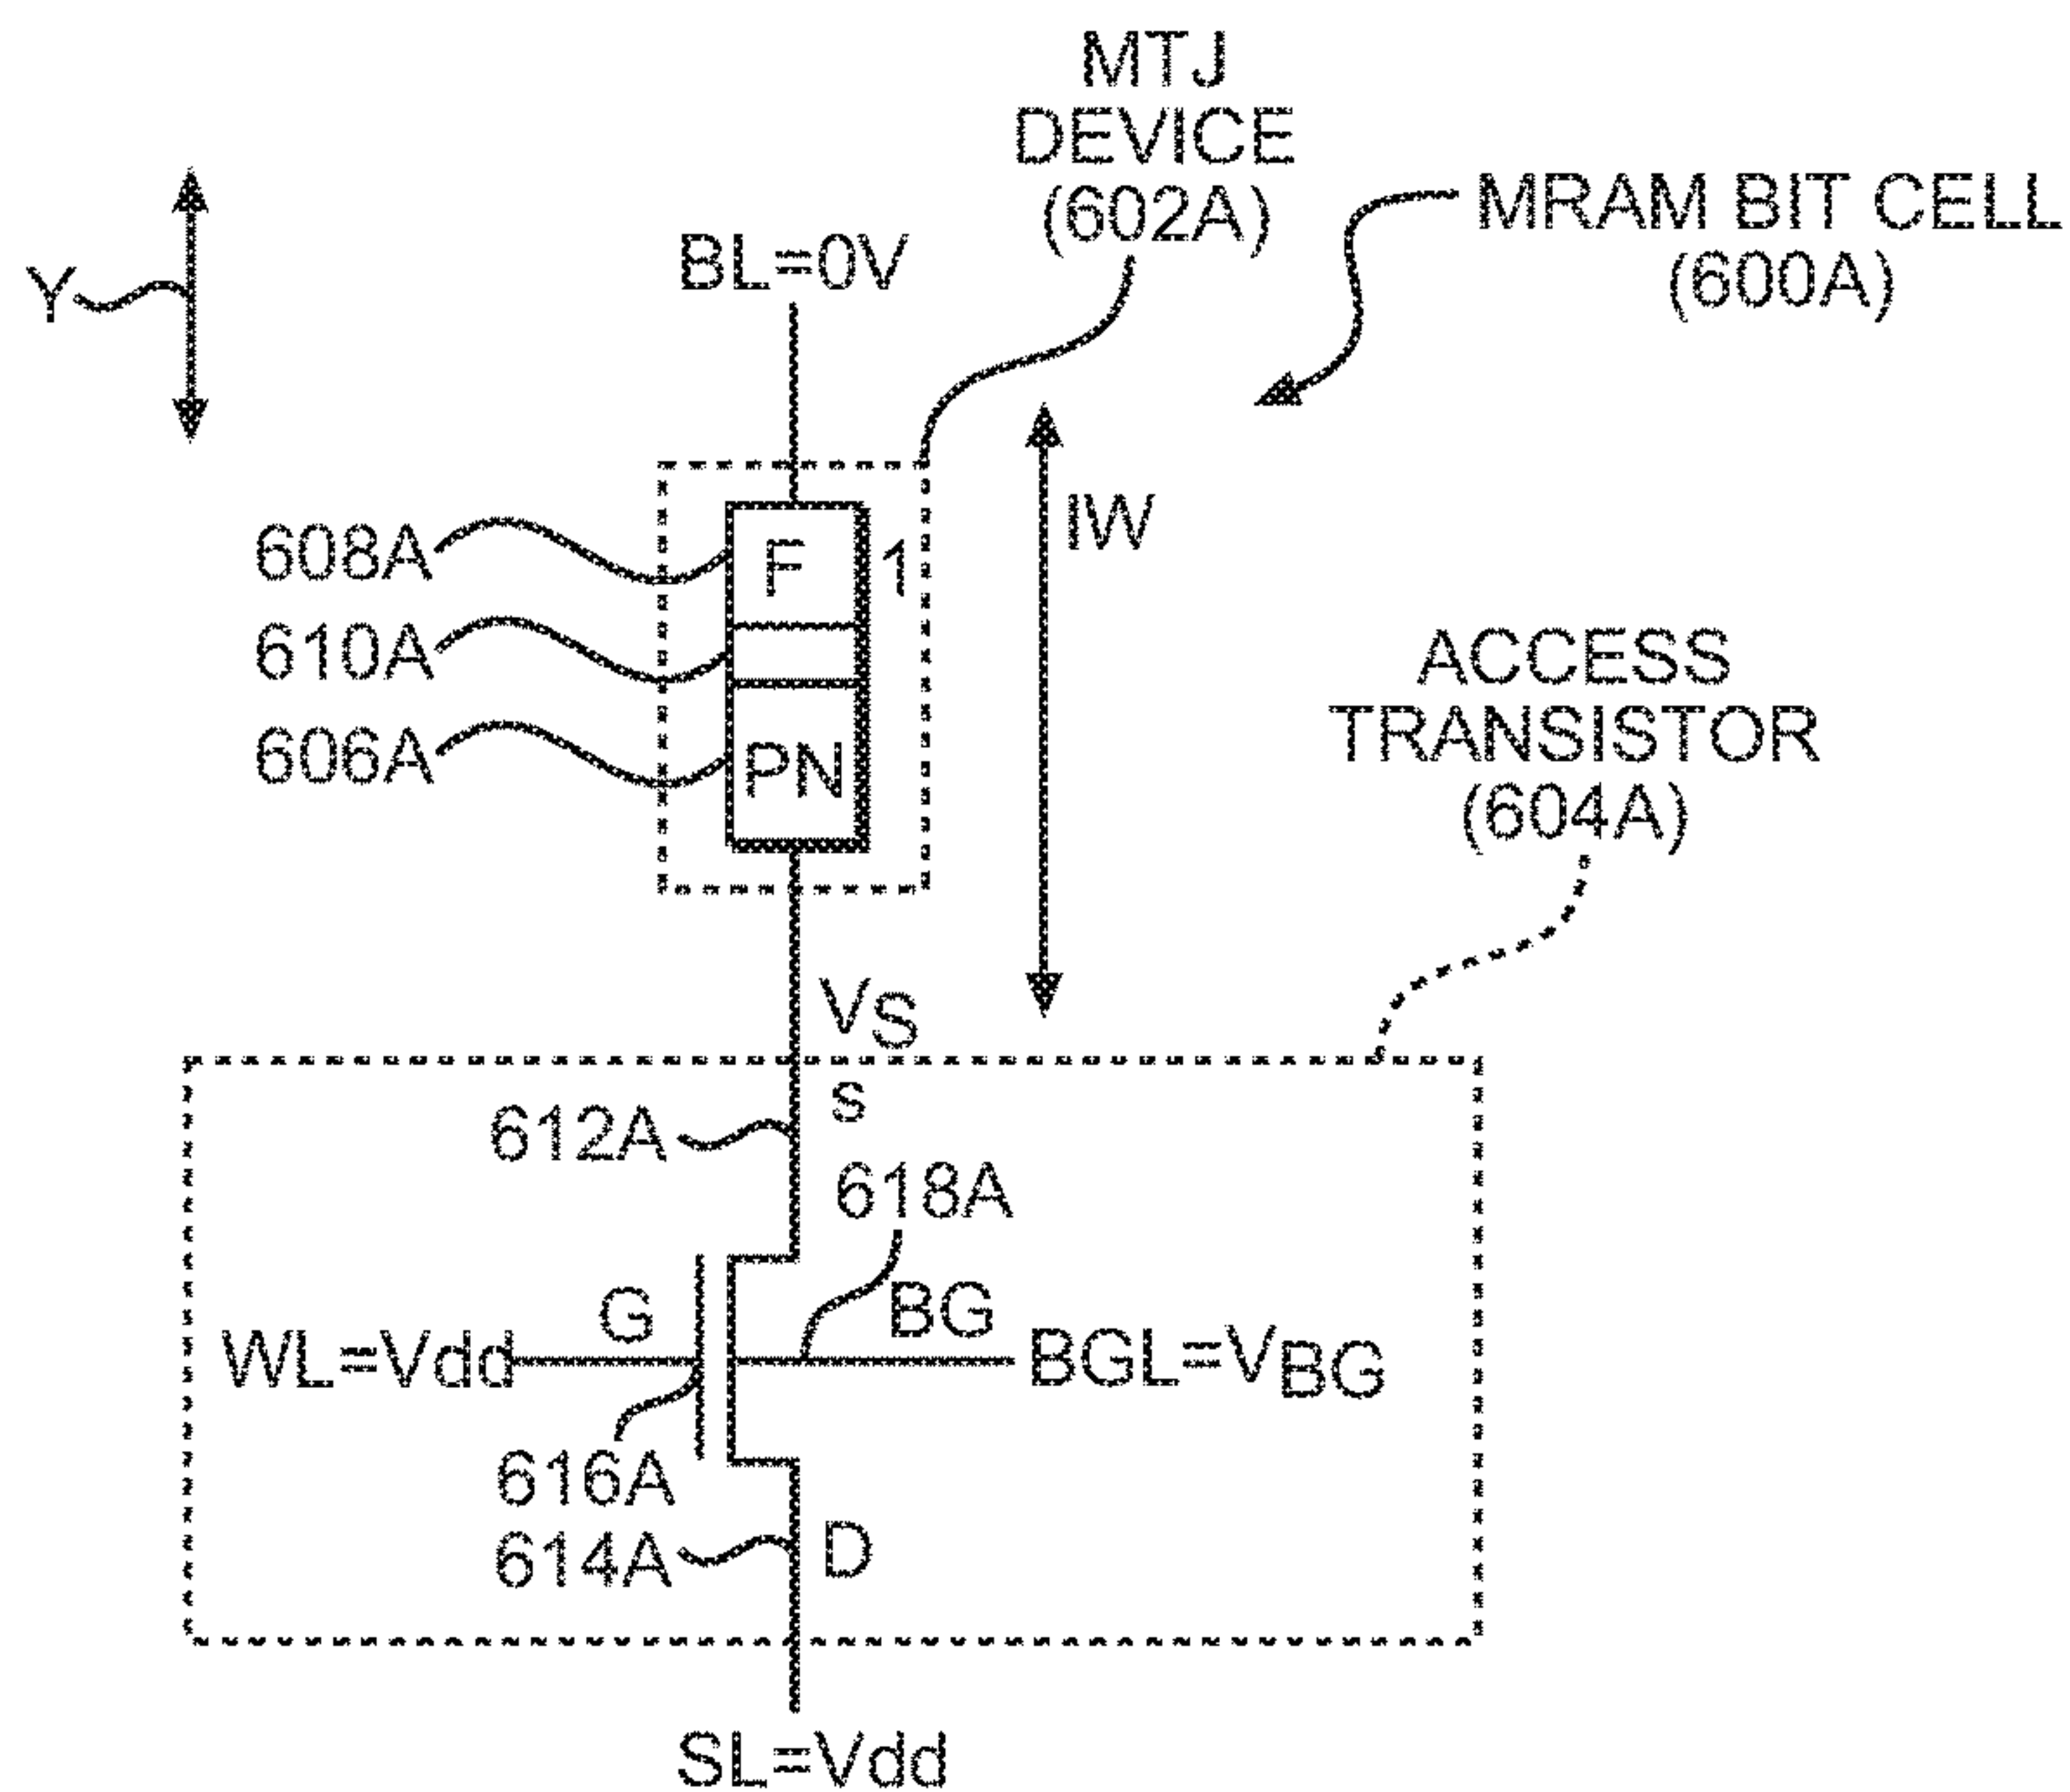 MTJ
DEVICE
(602A)
MRAM BIT CELL
(600A)
Y
BL=0V
IW
608A
F
1
610A
606A
PN
ACCESS
TRANSISTOR
(604A)
VS
S
612A
618A
G
BG
WL=Vdd
BGL=VBG
616A
614A
D
SL=Vdd